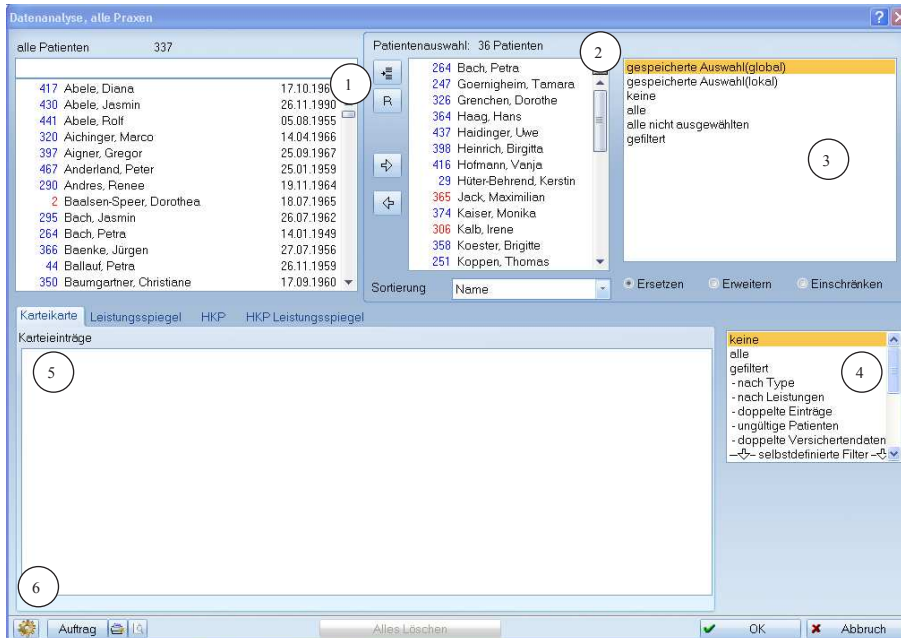 Datenanalyse, alle Praxen
alle Patienten 337
417 Abele, Diana 17.10.196
430 Abele, Jasmin 26.11.1990
441 Abele, Rolf 05.08.1955
320 Aichinger, Marco 14.04.1966
397 Aigner, Gregor 25.09.1967
467 Anderland, Peter 25.01.1959
290 Andres, Renee 19.11.1964
2 Baalsen-Speer, Dorothea 18.07.1965
295 Bach, Jasmin 26.07.1962
264 Bach, Petra 14.01.1949
366 Baenke, Jürgen 27.07.1956
44 Ballauf, Petra 26.11.1959
350 Baumgartner, Christiane 17.09.1960
1
Patientenauswahl: 36 Patienten
R
2
264 Bach, Petra
247 Goernigheim, Tamara
326 Grenchen, Dorothe
364 Haag, Hans
437 Haidinger, Uwe
398 Heinrich, Birgitta
416 Hofmann, Vanja
29 Hüter-Behrend, Kerstin
365 Jack, Maximilian
374 Kaiser, Monika
306 Kalb, Irene
358 Koester, Brigitte
251 Koppen, Thomas
Sortierung Name
gespeicherte Auswahl(global)
gespeicherte Auswahl(lokal)
keine
alle
alle nicht ausgewählten
gefiltert
3
Ersetzen Erweitern Einschränken
Karteikarte Leistungsspiegel HKP HKP Leistungsspiegel
Karteieinträge
5
keine
alle
gefiltert
- nach Type
- nach Leistungen
- doppelte Einträge
- ungültige Patienten
- doppelte Versichertendaten
- selbstdefinierte Filter -
4
6
Auftrag Alles Löschen OK Abbruch